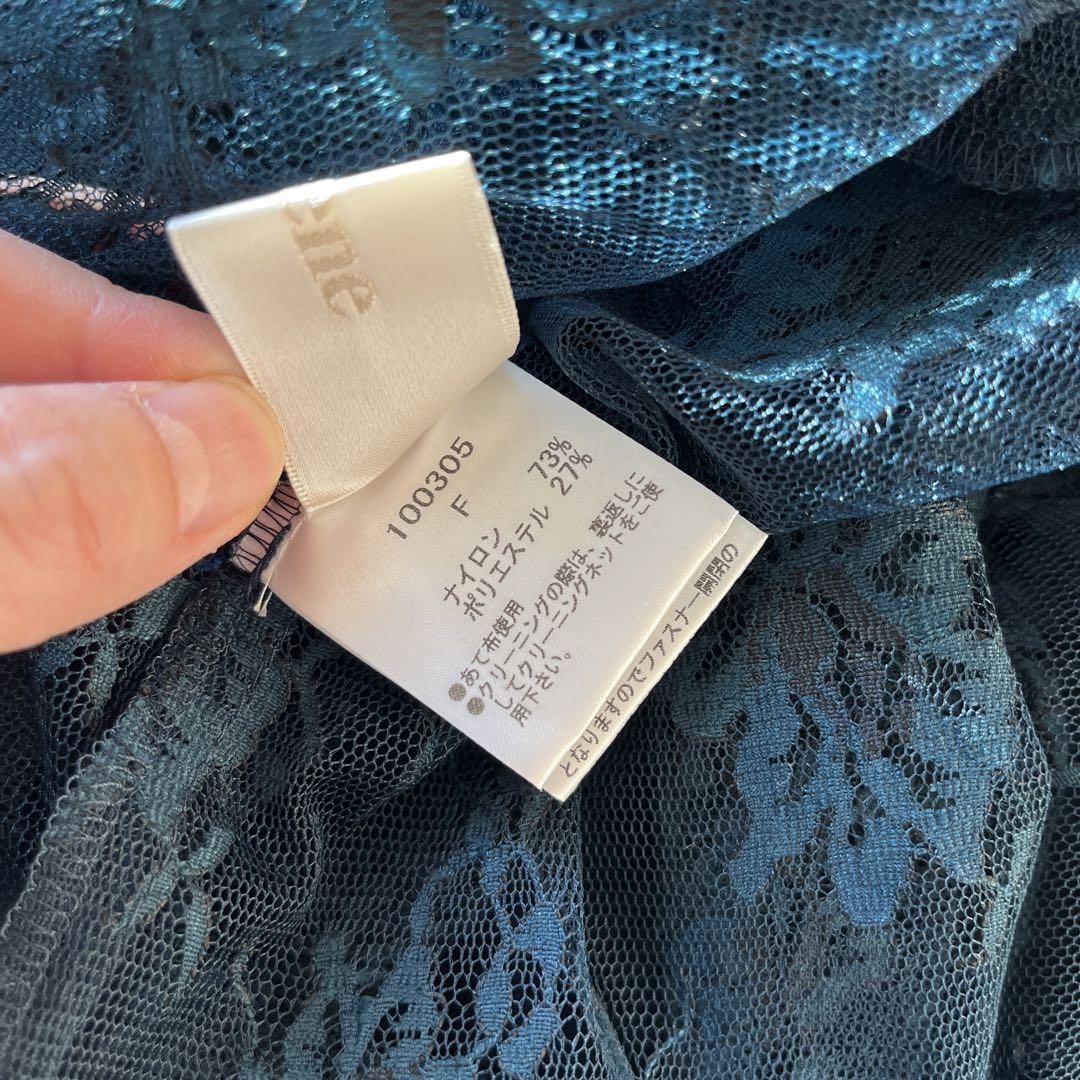 ene
100305
F
ナイロン 73%
ポリエステル 27%
●あて布使用
●クリーニングの際は、裏返しに
してクリーニングネットをご使
用下さい。
となりますのでファスナー開閉の